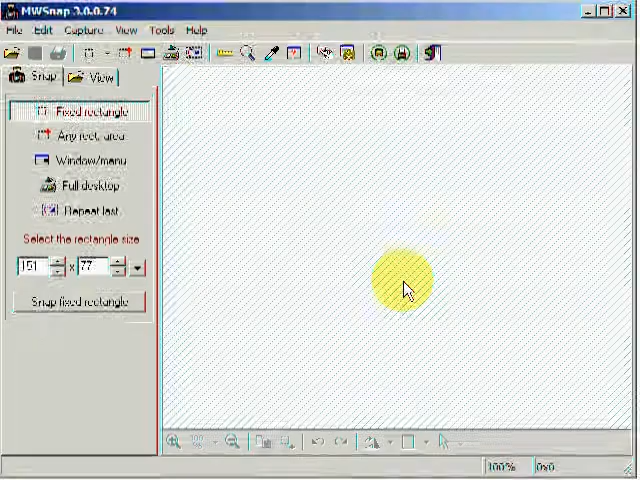 MWSnap 3.0.0.74
File Edit Capture View Tools Help
Snap View
Fixed rectangle
Any rect. area
Window/menu
Full desktop
Repeat last
Select the rectangle size
151 x 77
Snap fixed rectangle
100%
100% 0x0